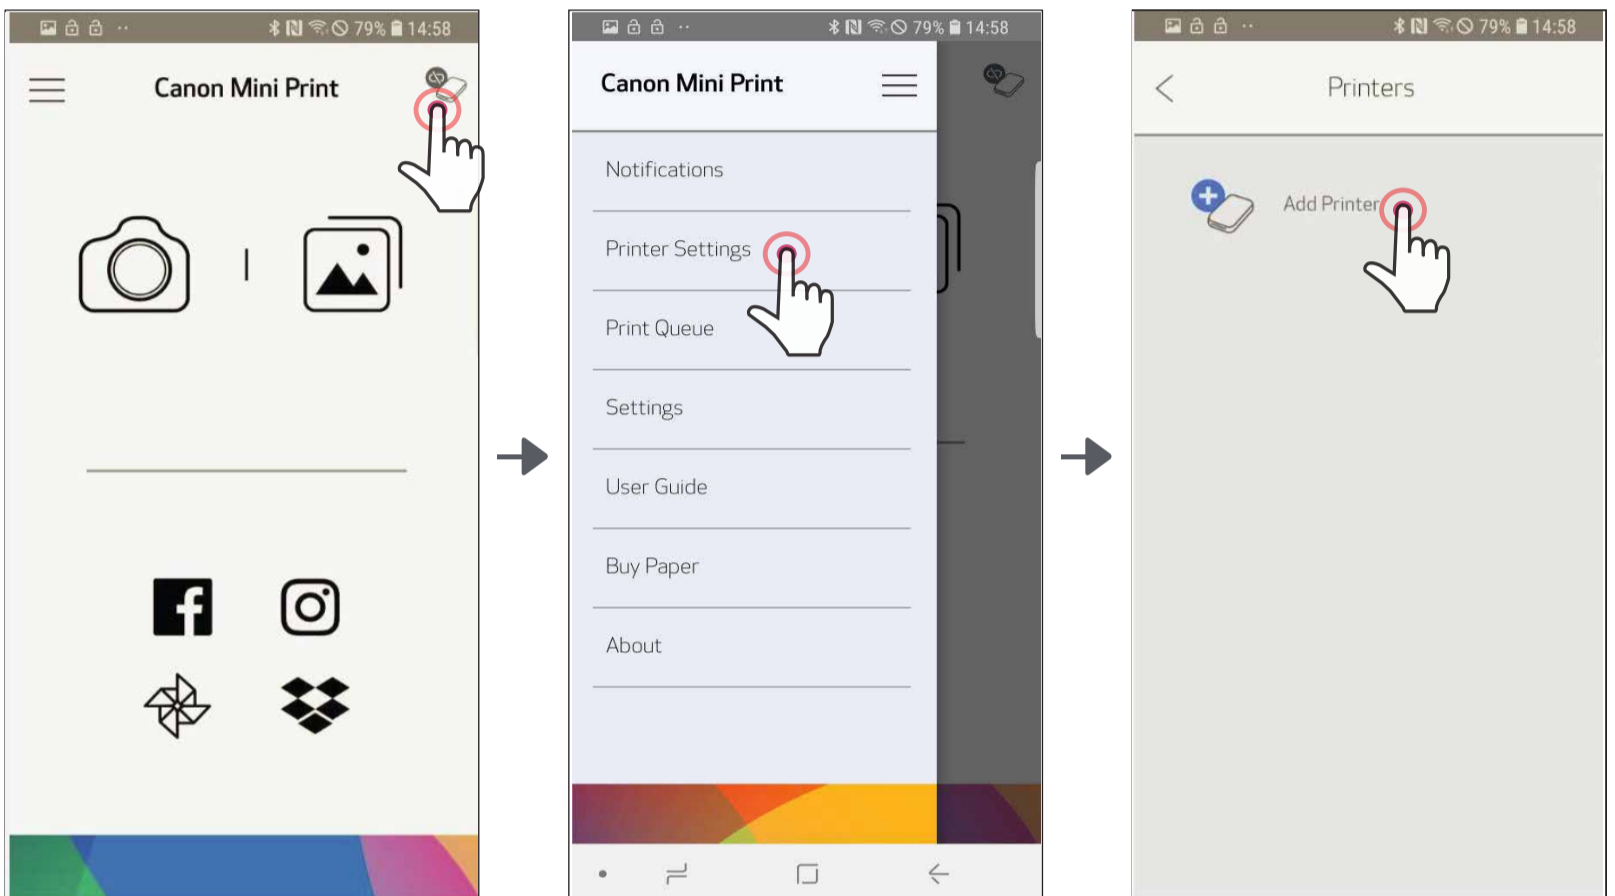 79% 14:58
Canon Mini Print
79% 14:58
Canon Mini Print
Notifications
Printer Settings
Print Queue
Settings
User Guide
Buy Paper
About
79% 14:58
Printers
Add Printer